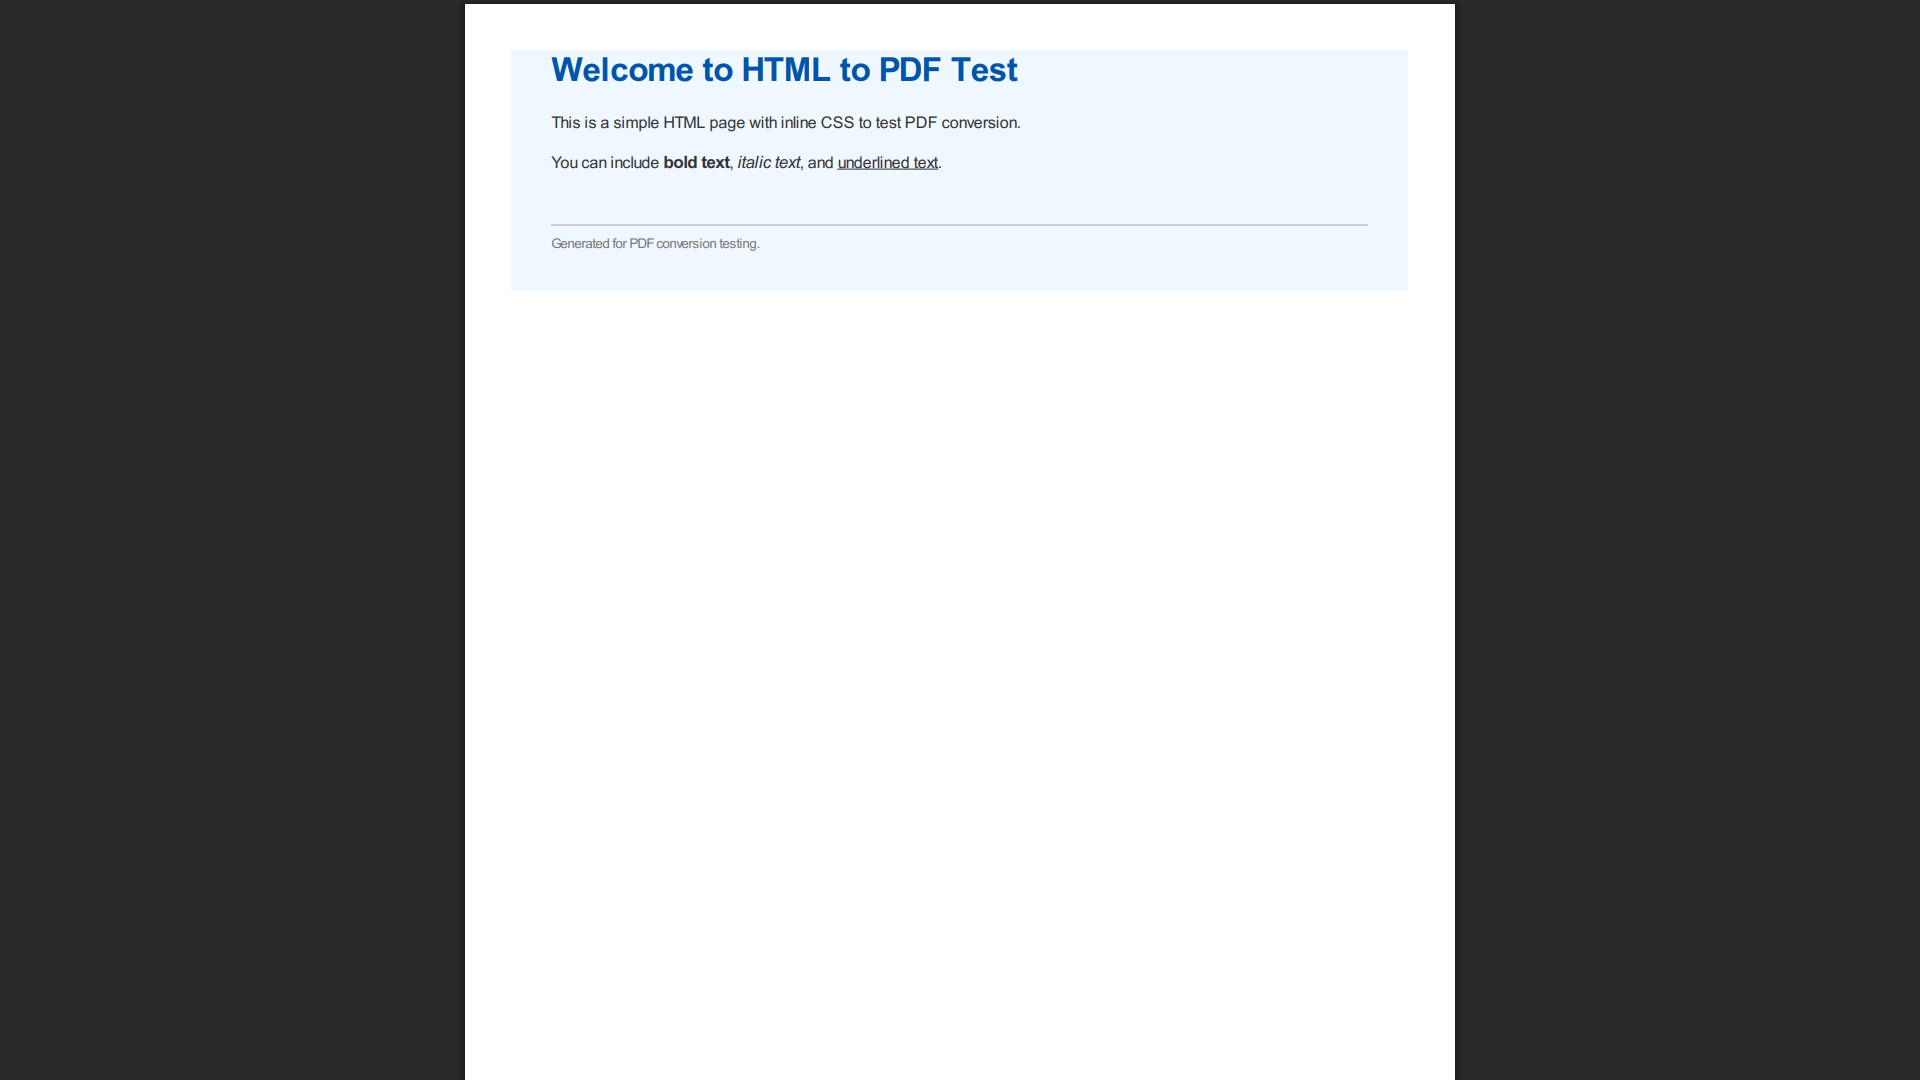 Welcome to HTML to PDF Test
This is a simple HTML page with inline CSS to test PDF conversion.
You can include bold text, italic text, and underlined text.
Generated for PDF conversion testing.